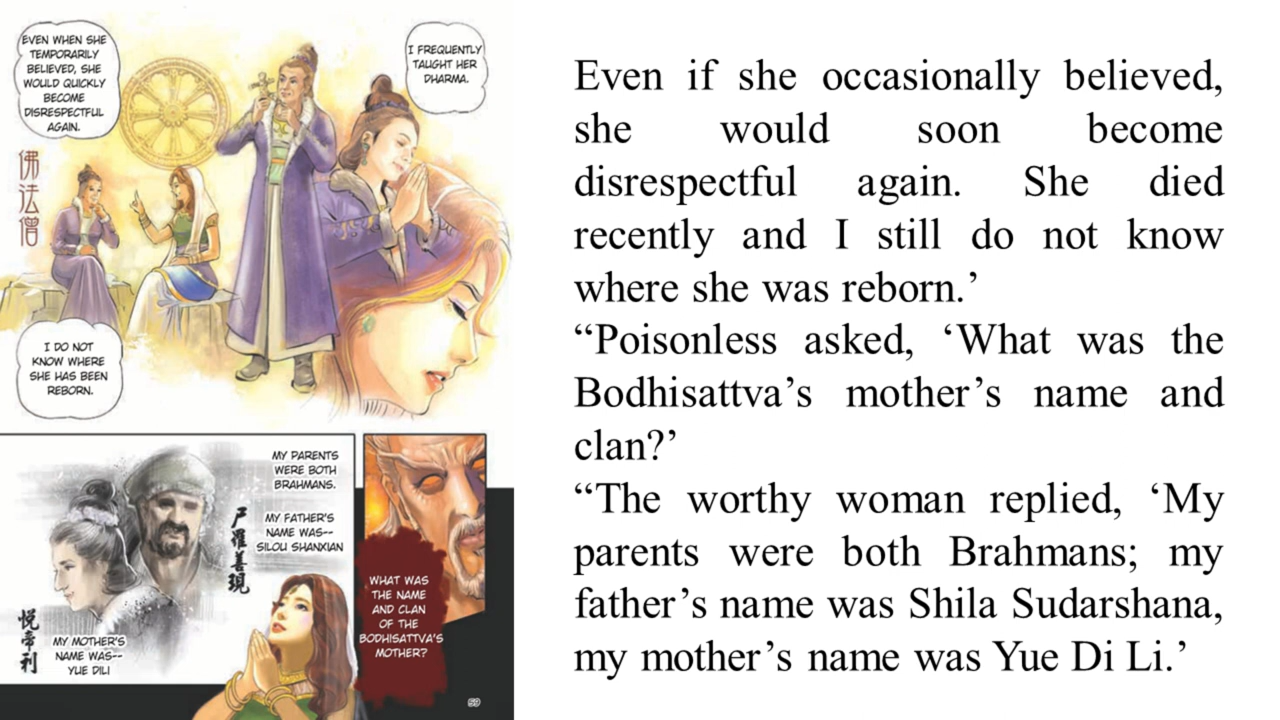 EVEN WHEN SHE
TEMPORARILY
BELIEVED, SHE
WOULD QUICKLY
BECOME
DISRESPECTFUL
AGAIN.
I FREQUENTLY
TAUGHT HER
DHARMA.
佛法僧
I DO NOT
KNOW WHERE
SHE HAS BEEN
REBORN.
MY PARENTS
WERE BOTH
BRAHMANS.
MY FATHER'S
NAME WAS--
SILOU SHANXIAN
尸羅善現
悅帝利
MY MOTHER'S
NAME WAS--
YUE DILI
WHAT WAS
THE NAME
AND CLAN
OF THE
BODHISATTVA'S
MOTHER?
59
Even if she occasionally believed,
she would soon become
disrespectful again. She died
recently and I still do not know
where she was reborn.’
“Poisonless asked, ‘What was the
Bodhisattva’s mother’s name and
clan?’
“The worthy woman replied, ‘My
parents were both Brahmans; my
father’s name was Shila Sudarshana,
my mother’s name was Yue Di Li.’